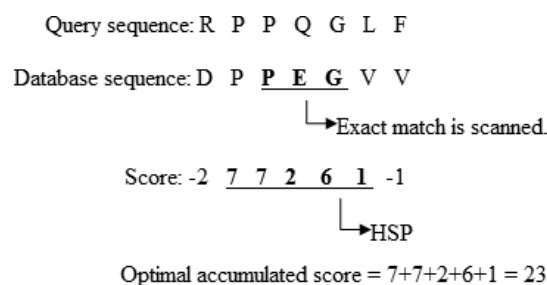 Query sequence: R P P Q G L F
Database sequence: D P P E G V V
Exact match is scanned.
Score: -2 7 7 2 6 1 -1
HSP
Optimal accumulated score = 7+7+2+6+1 = 23